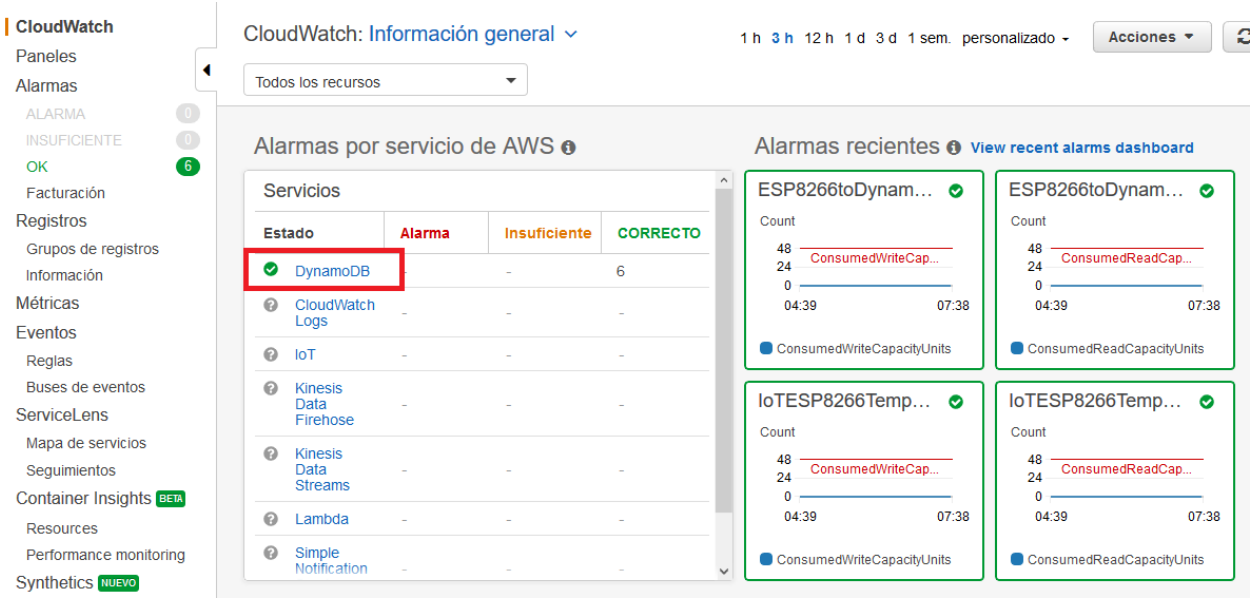 CloudWatch
Paneles
Alarmas
ALARMA 0
INSUFICIENTE 0
OK 6
Facturación
Registros
Grupos de registros
Información
Métricas
Eventos
Reglas
Buses de eventos
ServiceLens
Mapa de servicios
Seguimientos
Container Insights BETA
Resources
Performance monitoring
Synthetics NUEVO
CloudWatch: Información general
1 h 3 h 12 h 1 d 3 d 1 sem. personalizado
Acciones
Todos los recursos
Alarmas por servicio de AWS
Servicios
Estado Alarma Insuficiente CORRECTO
DynamoDB - - 6
CloudWatch
Logs - - -
IoT - - -
Kinesis
Data - - -
Firehose
Kinesis
Data - - -
Streams
Lambda - - -
Simple
Notification - - -
Alarmas recientes View recent alarms dashboard
ESP8266toDynam...
Count
48
ConsumedWriteCap...
24
0
04:39 07:38
ConsumedWriteCapacityUnits
ESP8266toDynam...
Count
48
ConsumedReadCap...
24
0
04:39 07:38
ConsumedReadCapacityUnits
IoTESP8266Temp...
Count
48
ConsumedWriteCap...
24
0
04:39 07:38
ConsumedWriteCapacityUnits
IoTESP8266Temp...
Count
48
ConsumedReadCap...
24
0
04:39 07:38
ConsumedReadCapacityUnits